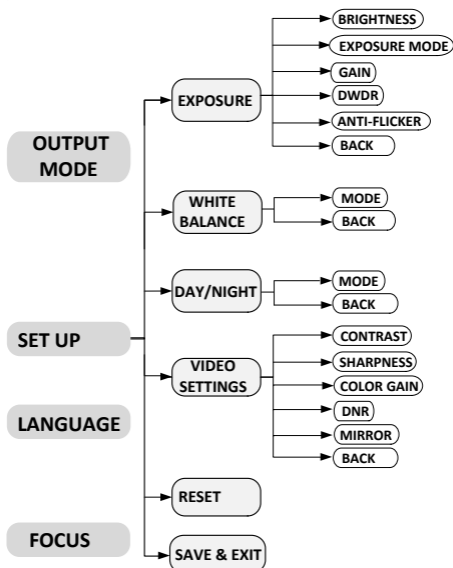 OUTPUT
MODE
SET UP
LANGUAGE
FOCUS
EXPOSURE
BRIGHTNESS
EXPOSURE MODE
GAIN
DWDR
ANTI-FLICKER
BACK
WHITE
BALANCE
MODE
BACK
DAY/NIGHT
MODE
BACK
VIDEO
SETTINGS
CONTRAST
SHARPNESS
COLOR GAIN
DNR
MIRROR
BACK
RESET
SAVE & EXIT